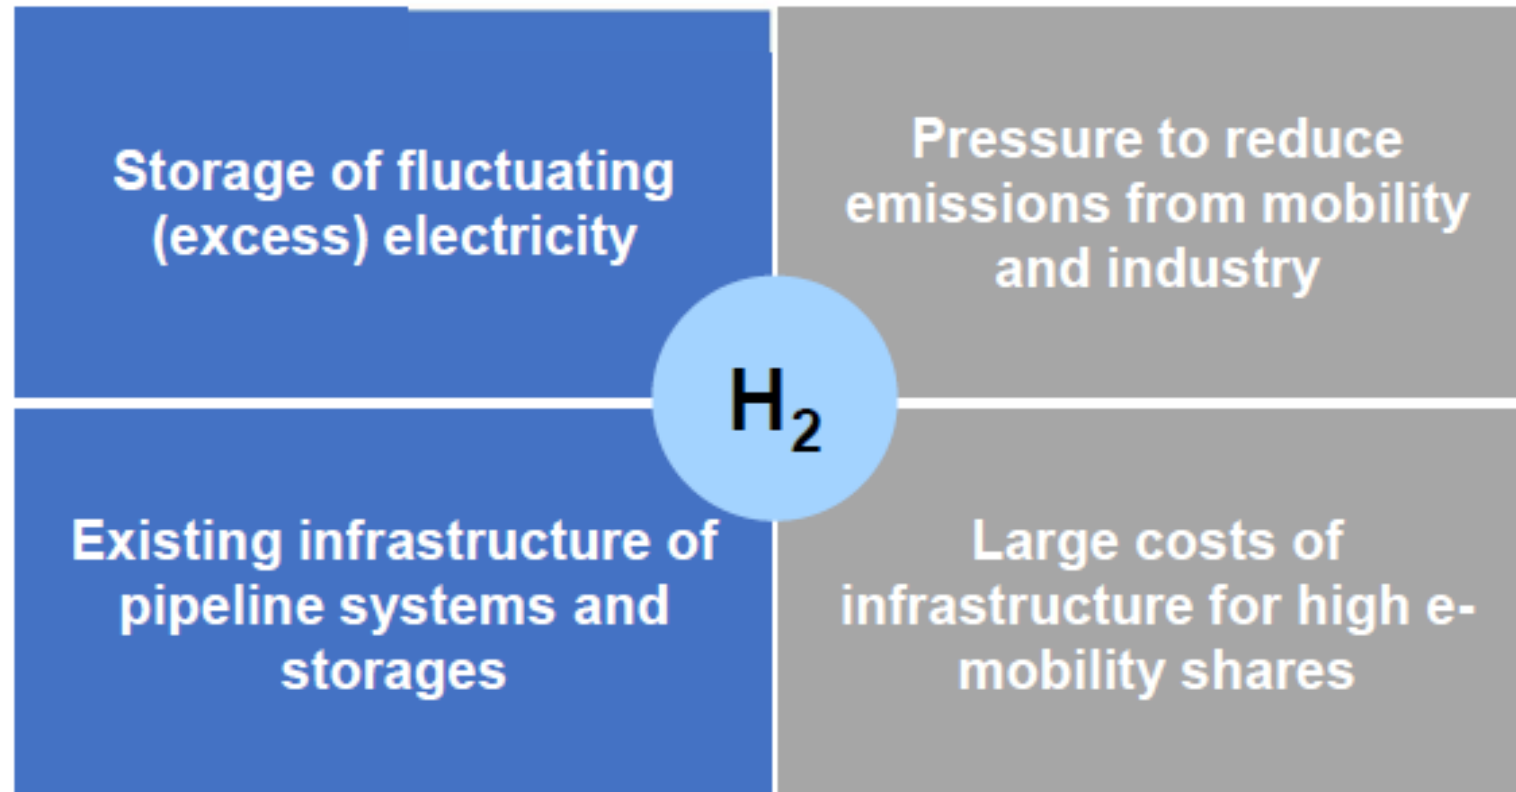 Storage of fluctuating
(excess) electricity
Pressure to reduce
emissions from mobility
and industry
H₂
Existing infrastructure of
pipeline systems and
storages
Large costs of
infrastructure for high e-
mobility shares